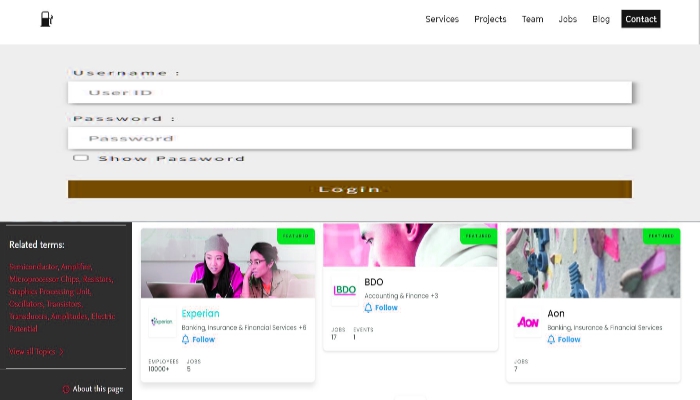 Services Projects Team Jobs Blog Contact
Username :
User ID
Password :
Password
Show Password
Login
Related terms:
Semiconductor, Amplifier,
Microprocessor Chips, Resistors,
Graphics Processing Unit,
Oscillators, Transistors,
Transducers, Amplitudes, Electric
Potential
View all Topics
About this page
FEATURED
Experian
Experian
Banking, Insurance & Financial Services +6
Follow
EMPLOYEES JOBS
10000+ 5
FEATURED
IBDO
BDO
Accounting & Finance +3
Follow
JOBS EVENTS
17 1
FEATURED
AON
Aon
Banking, Insurance & Financial Services
Follow
JOBS
7